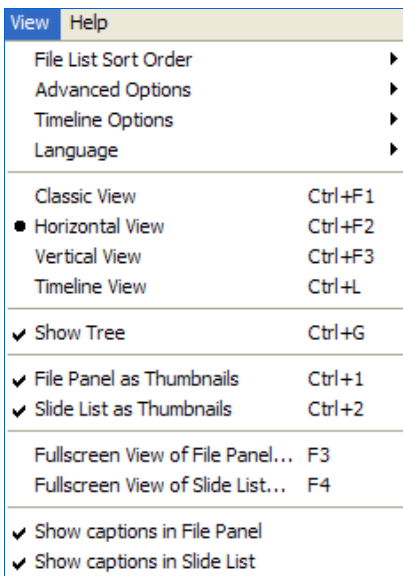 View Help
File List Sort Order
Advanced Options
Timeline Options
Language
Classic View Ctrl+F1
Horizontal View Ctrl+F2
Vertical View Ctrl+F3
Timeline View Ctrl+L
Show Tree Ctrl+G
File Panel as Thumbnails Ctrl+1
Slide List as Thumbnails Ctrl+2
Fullscreen View of File Panel... F3
Fullscreen View of Slide List... F4
Show captions in File Panel
Show captions in Slide List